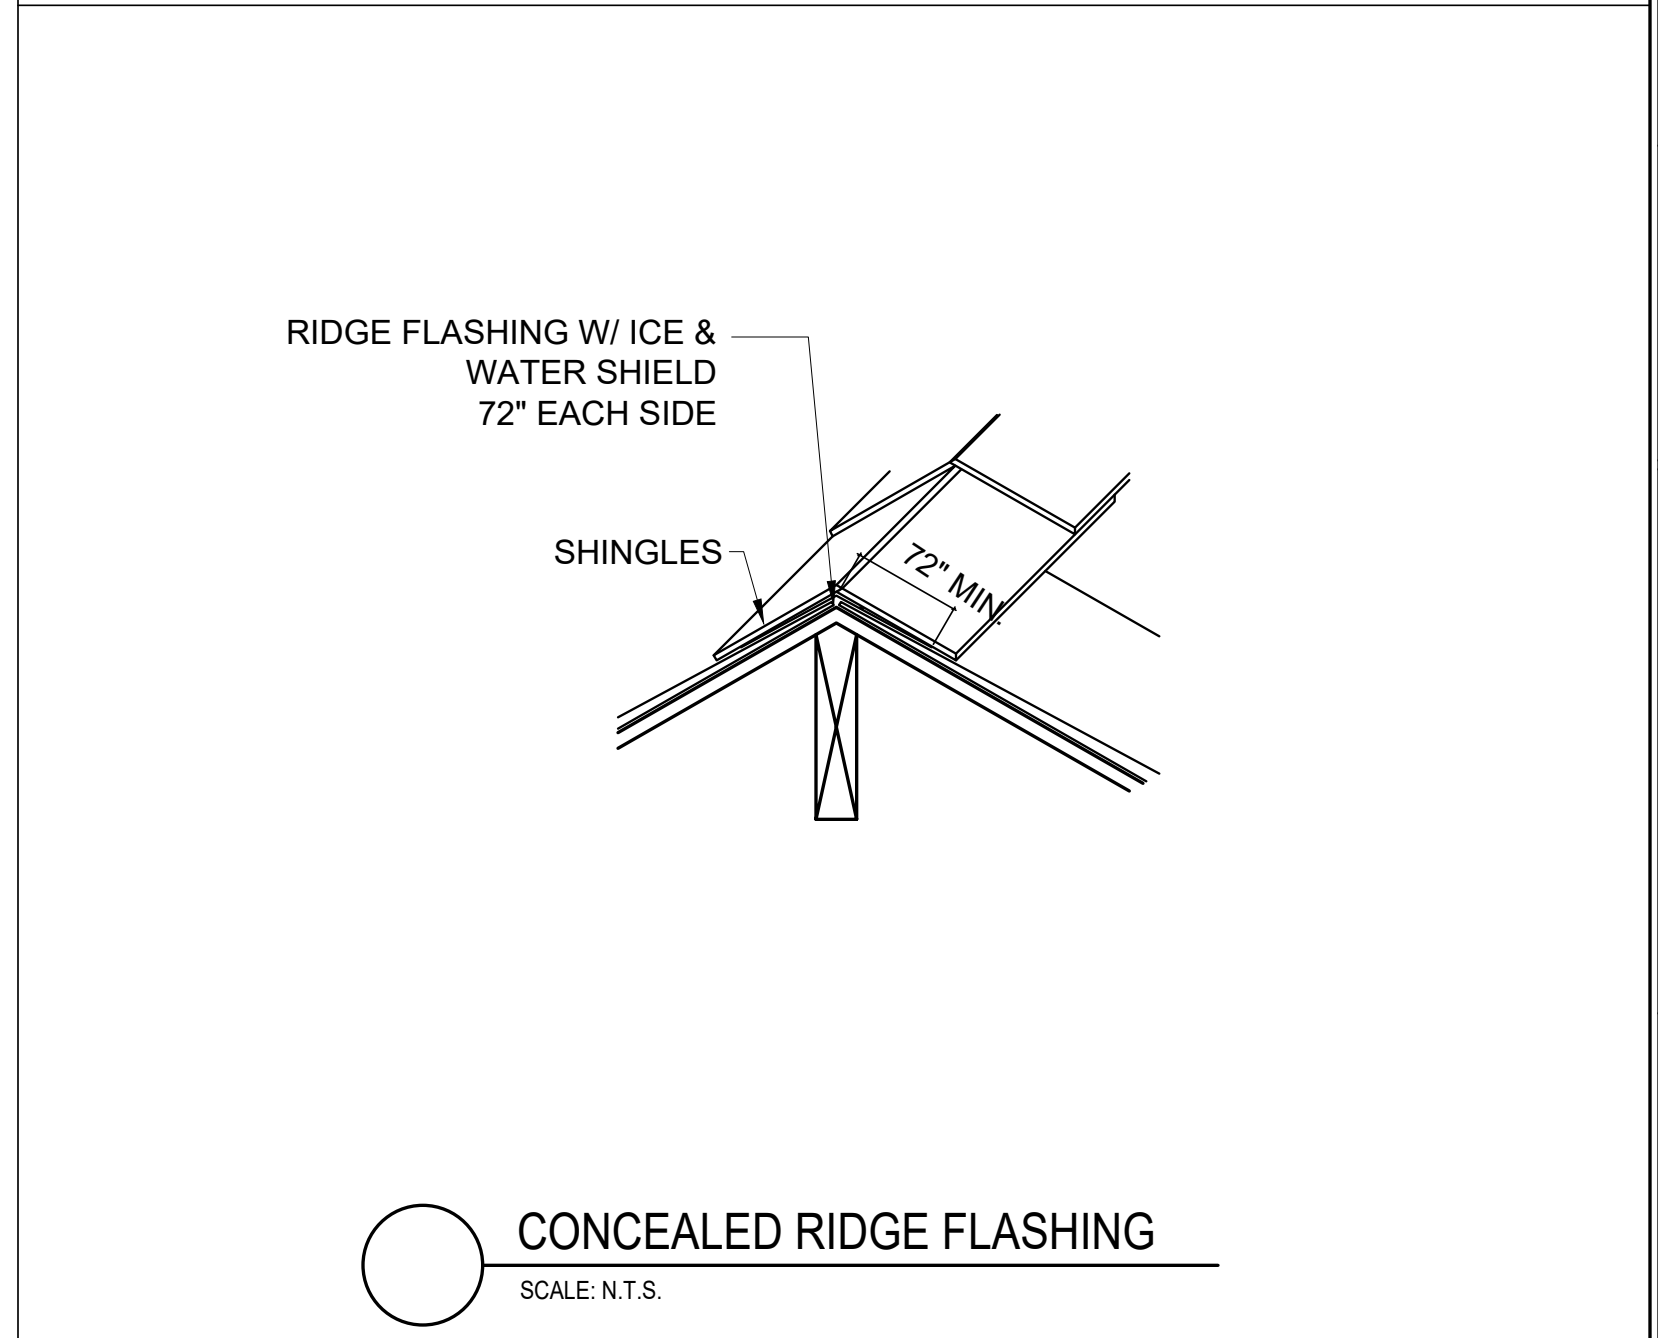 RIDGE FLASHING W/ ICE &
WATER SHIELD
72" EACH SIDE
SHINGLES
72" MIN.
CONCEALED RIDGE FLASHING
SCALE: N.T.S.